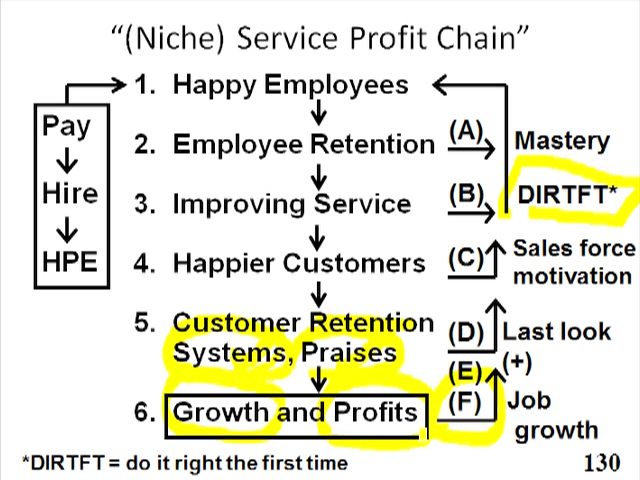 “(Niche) Service Profit Chain”
1. Happy Employees
Pay
Hire
HPE
2. Employee Retention
(A)
Mastery
3. Improving Service
(B)
DIRTFT*
4. Happier Customers
(C)
Sales force
motivation
5. Customer Retention
Systems, Praises
(D)
Last look
(E)
(+)
6. Growth and Profits
(F)
Job
growth
*DIRTFT = do it right the first time
130